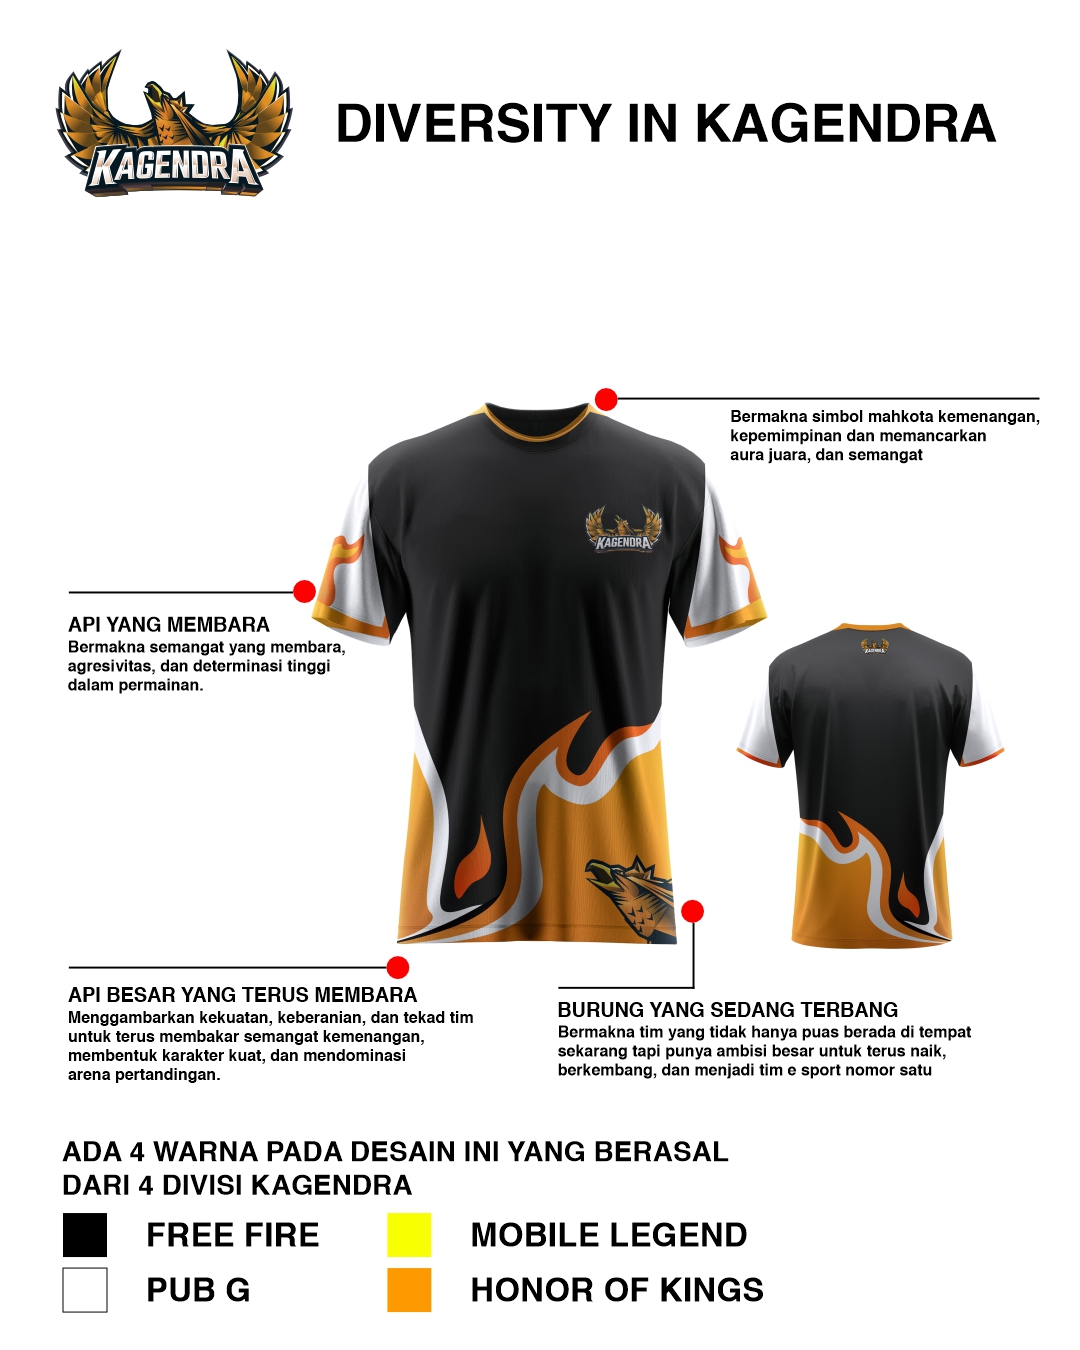 KAGENDRA
DIVERSITY IN KAGENDRA
Bermakna simbol mahkota kemenangan,
kepemimpinan dan memancarkan
aura juara, dan semangat
KAGENDRA
API YANG MEMBARA
Bermakna semangat yang membara,
agresivitas, dan determinasi tinggi
dalam permainan.
KAGENDRA
API BESAR YANG TERUS MEMBARA
Menggambarkan kekuatan, keberanian, dan tekad tim
untuk terus membakar semangat kemenangan,
membentuk karakter kuat, dan mendominasi
arena pertandingan.
BURUNG YANG SEDANG TERBANG
Bermakna tim yang tidak hanya puas berada di tempat
sekarang tapi punya ambisi besar untuk terus naik,
berkembang, dan menjadi tim e sport nomor satu
ADA 4 WARNA PADA DESAIN INI YANG BERASAL
DARI 4 DIVISI KAGENDRA
FREE FIRE
MOBILE LEGEND
PUB G
HONOR OF KINGS